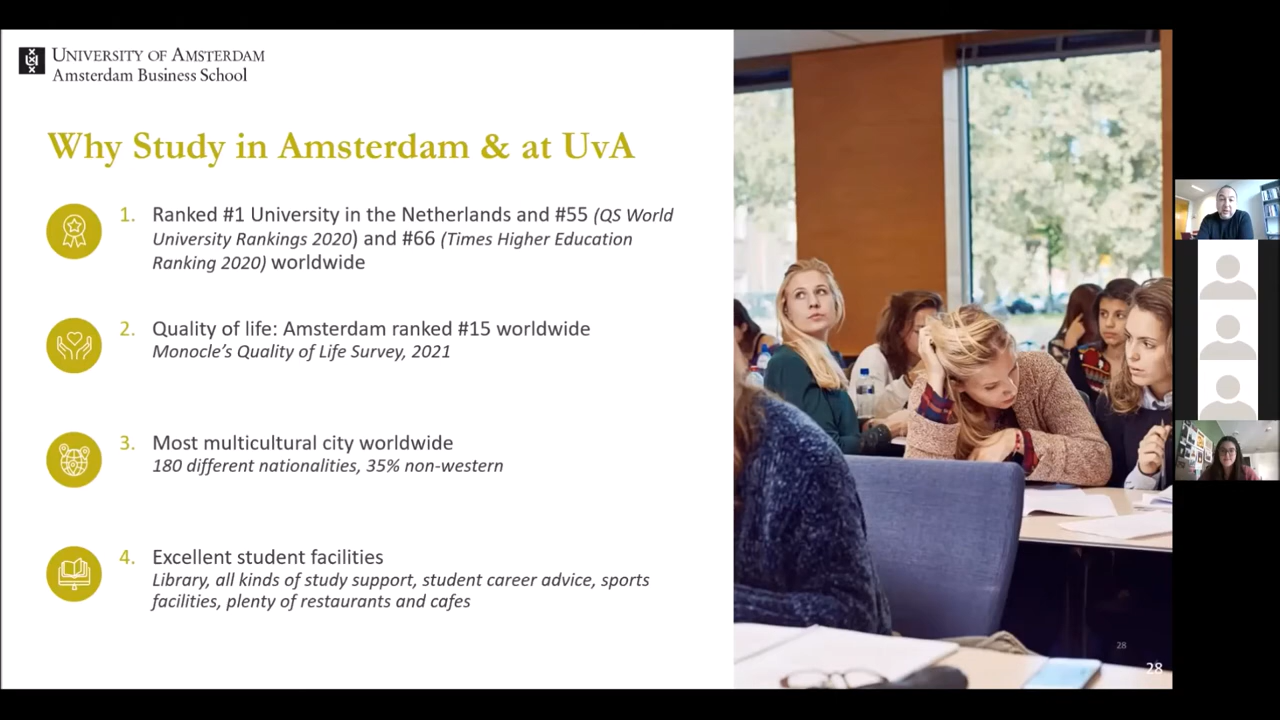 UNIVERSITY OF AMSTERDAM
Amsterdam Business School
Why Study in Amsterdam & at UvA
1. Ranked #1 University in the Netherlands and #55 (QS World
University Rankings 2020) and #66 (Times Higher Education
Ranking 2020) worldwide
2. Quality of life: Amsterdam ranked #15 worldwide
Monocle's Quality of Life Survey, 2021
3. Most multicultural city worldwide
180 different nationalities, 35% non-western
4. Excellent student facilities
Library, all kinds of study support, student career advice, sports
facilities, plenty of restaurants and cafes
28
28